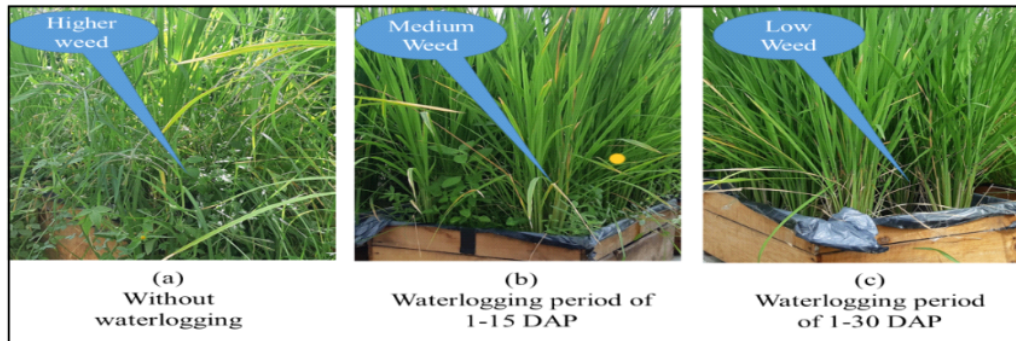 Higher
weed
Medium
Weed
Low
Weed
(a)
Without
waterlogging
(b)
Waterlogging period of
1-15 DAP
(c)
Waterlogging period
of 1-30 DAP